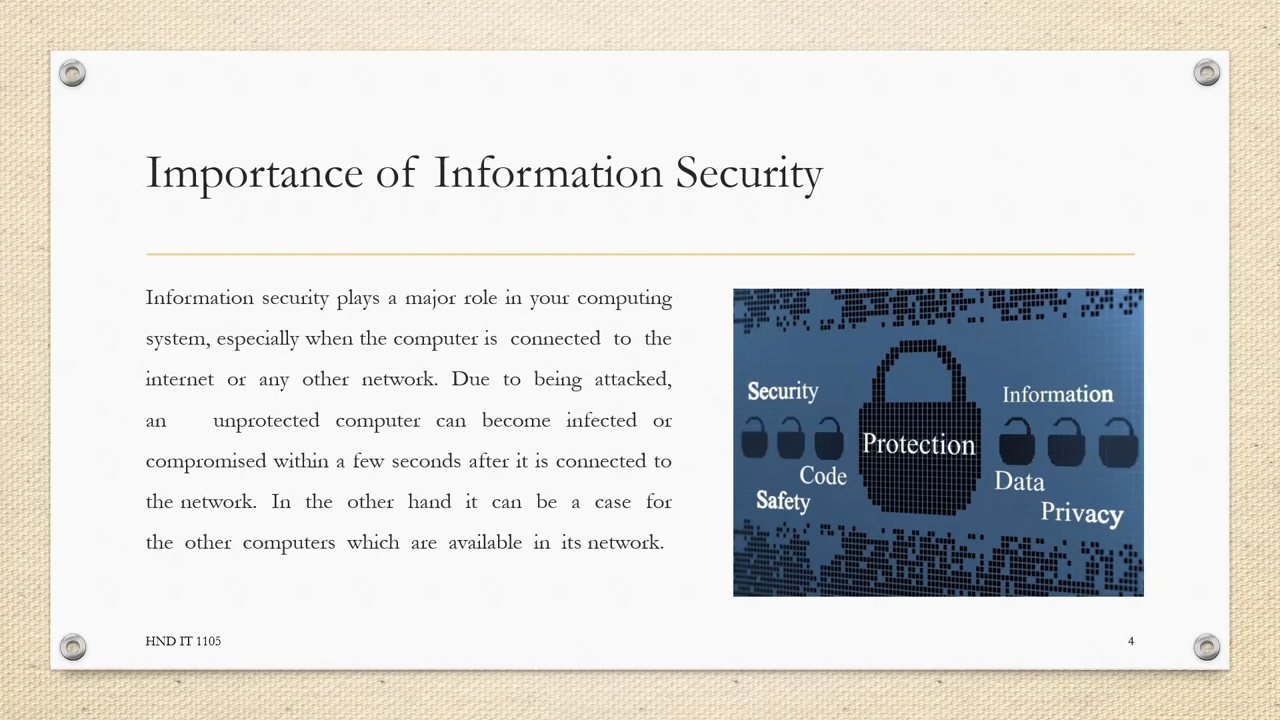 Importance of Information Security
Information security plays a major role in your computing
system, especially when the computer is connected to the
internet or any other network. Due to being attacked,
an unprotected computer can become infected or
compromised within a few seconds after it is connected to
the network. In the other hand it can be a case for
the other computers which are available in its network.
Security
Information
Protection
Code
Data
Safety
Privacy
HND IT 1105
4